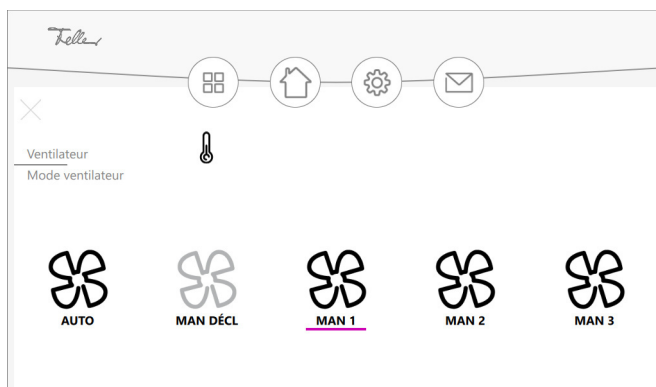 Feller
Ventilateur
Mode ventilateur
AUTO
MAN DÉCL
MAN 1
MAN 2
MAN 3